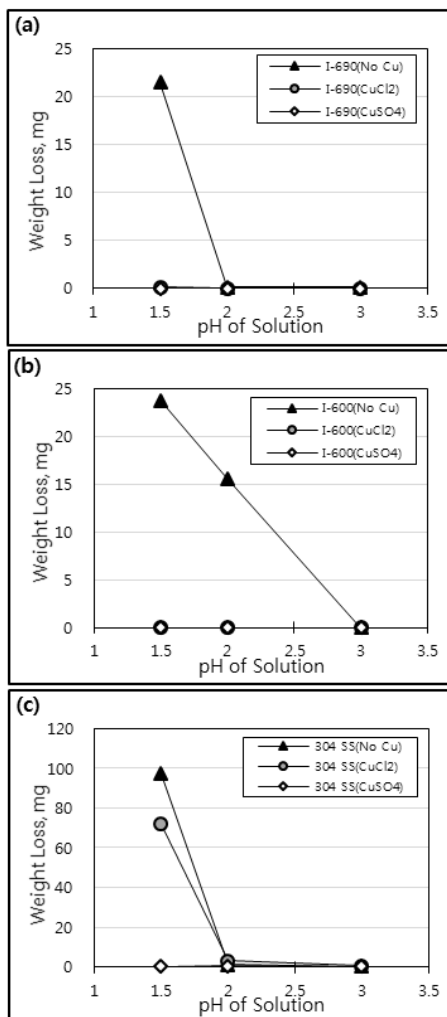 (a)
25
20
15
10
5
0
Weight Loss, mg
I-690(No Cu)
I-690(CuCl2)
I-690(CuSO4)
1
1.5
2
2.5
3
3.5
pH of Solution
(b)
25
20
15
10
5
0
Weight Loss, mg
I-600(No Cu)
I-600(CuCl2)
I-600(CuSO4)
1
1.5
2
2.5
3
3.5
pH of Solution
(c)
120
100
80
60
40
20
0
Weight Loss, mg
304 SS(No Cu)
304 SS(CuCl2)
304 SS(CuSO4)
1
1.5
2
2.5
3
3.5
pH of Solution